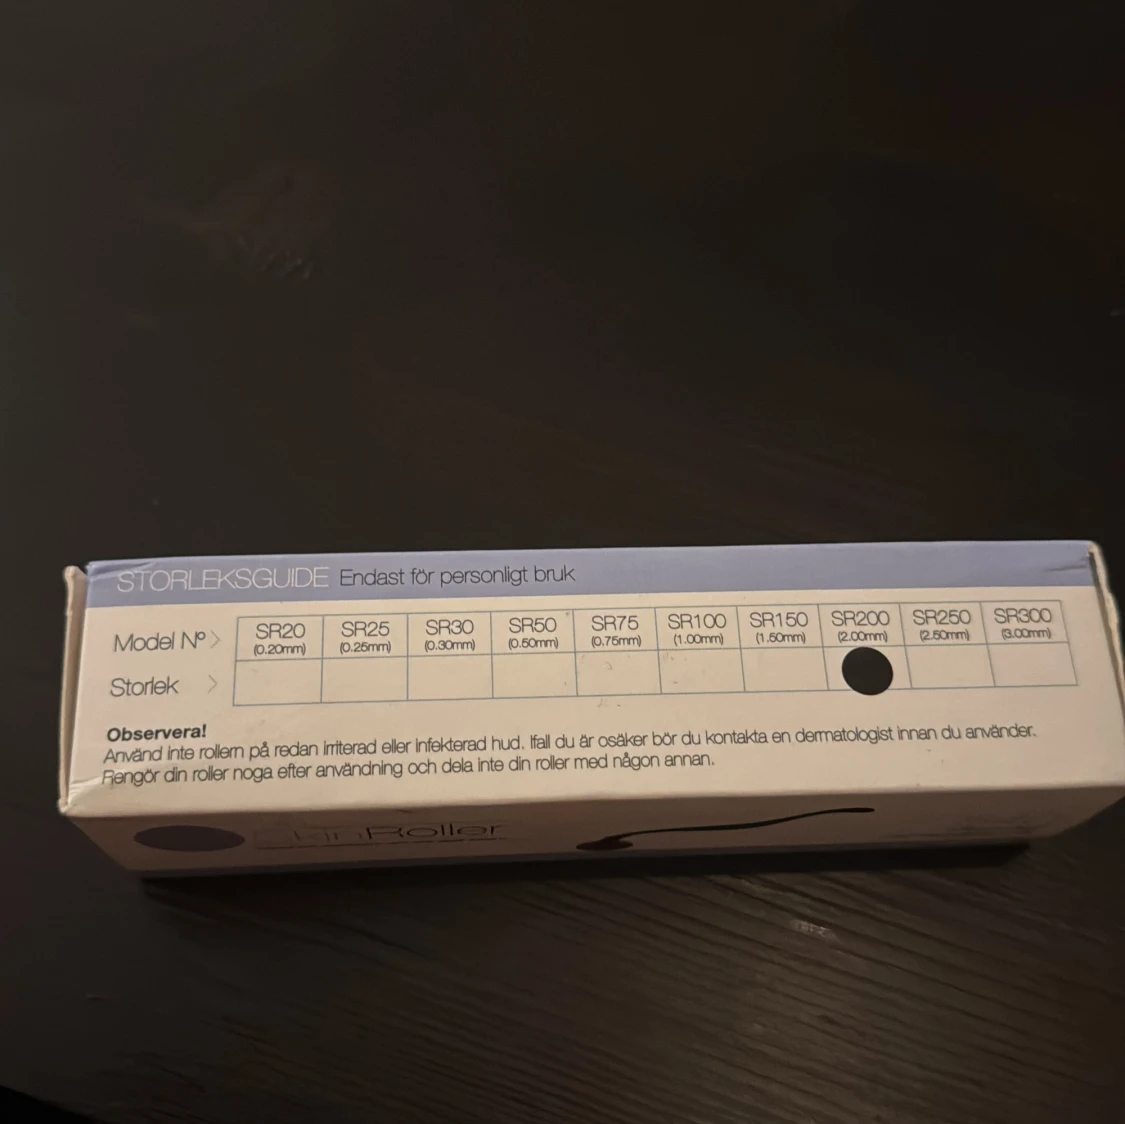 STORLEKSGUIDE Endast för personligt bruk
Model Nº > SR20 SR25 SR30 SR50 SR75 SR100 SR150 SR200 SR250 SR300
(0.20mm) (0.25mm) (0.30mm) (0.50mm) (0.75mm) (1.00mm) (1.50mm) (2.00mm) (2.50mm) (3.00mm)
Storlek >
Observera!
Använd inte rollern på redan irriterad eller infekterad hud. Ifall du är osäker bör du kontakta en dermatologist innan du använder.
Rengör din roller noga efter användning och dela inte din roller med någon annan.
SkinRoller